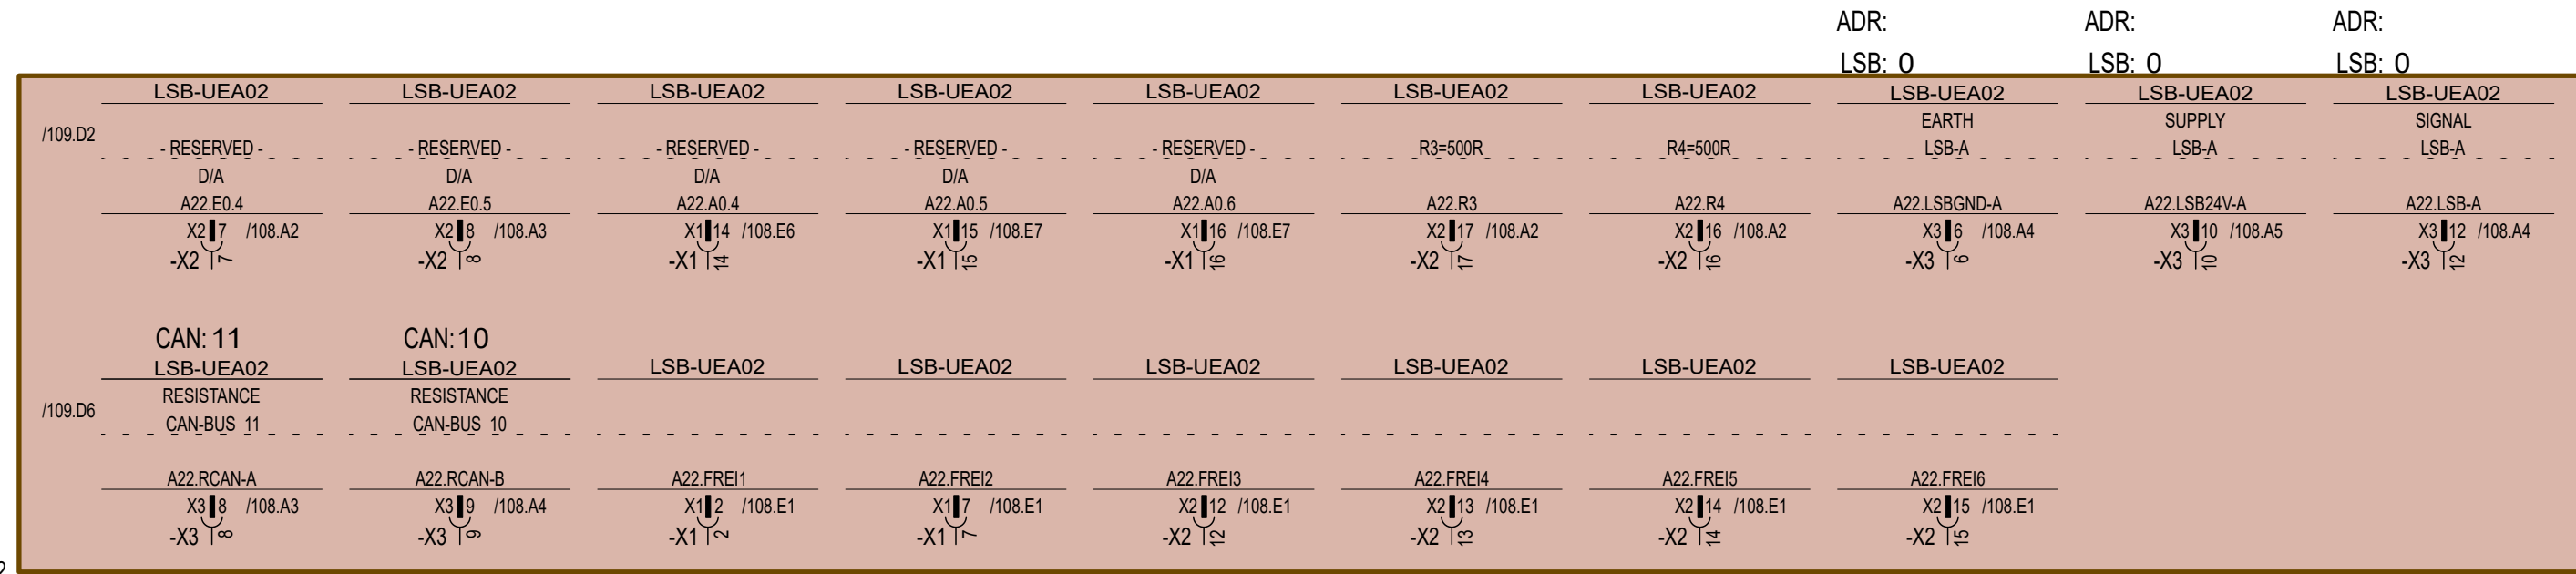 ADR: ADR: ADR:
LSB: 0 LSB: 0 LSB: 0
LSB-UEA02 LSB-UEA02 LSB-UEA02 LSB-UEA02 LSB-UEA02 LSB-UEA02 LSB-UEA02 LSB-UEA02 LSB-UEA02 LSB-UEA02
EARTH SUPPLY SIGNAL
/109.D2
- RESERVED - - RESERVED - - RESERVED - - RESERVED - - RESERVED - R3=500R R4=500R LSB-A LSB-A LSB-A
D/A D/A D/A D/A D/A
A22.E0.4 A22.E0.5 A22.A0.4 A22.A0.5 A22.A0.6 A22.R3 A22.R4 A22.LSBGND-A A22.LSB24V-A A22.LSB-A
X2 7 /108.A2 X2 8 /108.A3 X1 14 /108.E6 X1 15 /108.E7 X1 16 /108.E7 X2 17 /108.A2 X2 16 /108.A2 X3 6 /108.A4 X3 10 /108.A5 X3 12 /108.A4
-X2 7 -X2 8 -X1 14 -X1 15 -X1 16 -X2 17 -X2 16 -X3 6 -X3 10 -X3 12
CAN: 11 CAN: 10
LSB-UEA02 LSB-UEA02 LSB-UEA02 LSB-UEA02 LSB-UEA02 LSB-UEA02 LSB-UEA02 LSB-UEA02
RESISTANCE RESISTANCE
/109.D6
CAN-BUS 11 CAN-BUS 10
A22.RCAN-A A22.RCAN-B A22.FREI1 A22.FREI2 A22.FREI3 A22.FREI4 A22.FREI5 A22.FREI6
X3 8 /108.A3 X3 9 /108.A4 X1 2 /108.E1 X1 7 /108.E1 X2 12 /108.E1 X2 13 /108.E1 X2 14 /108.E1 X2 15 /108.E1
-X3 8 -X3 9 -X1 2 -X1 7 -X2 12 -X2 13 -X2 14 -X2 15